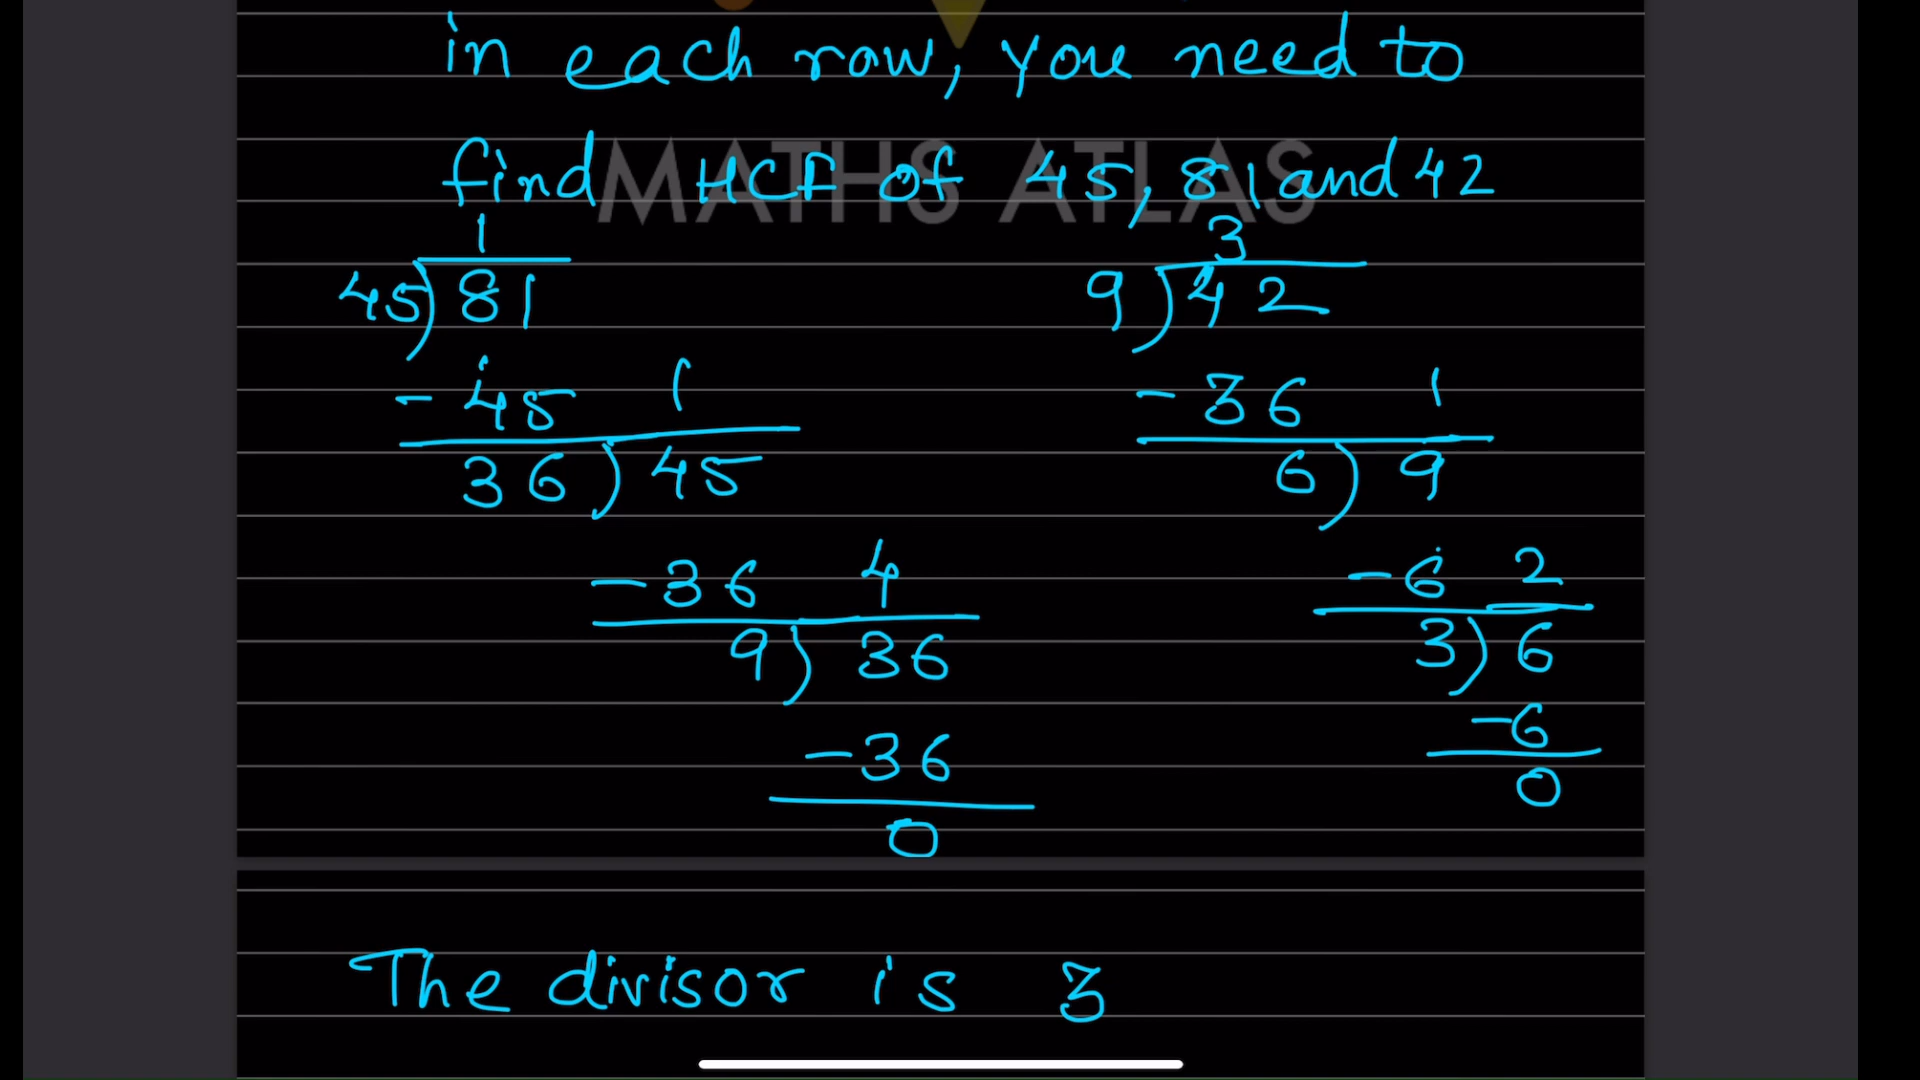 in each row, you need to
find HCF of 45, 81 and 42
MATHS ATLAS
1
45) 81
- 45 1
36) 45
- 36 4
9) 36
- 36
0
3
9) 42
- 36 1
6) 9
- 6 2
3) 6
- 6
0
The divisor is 3